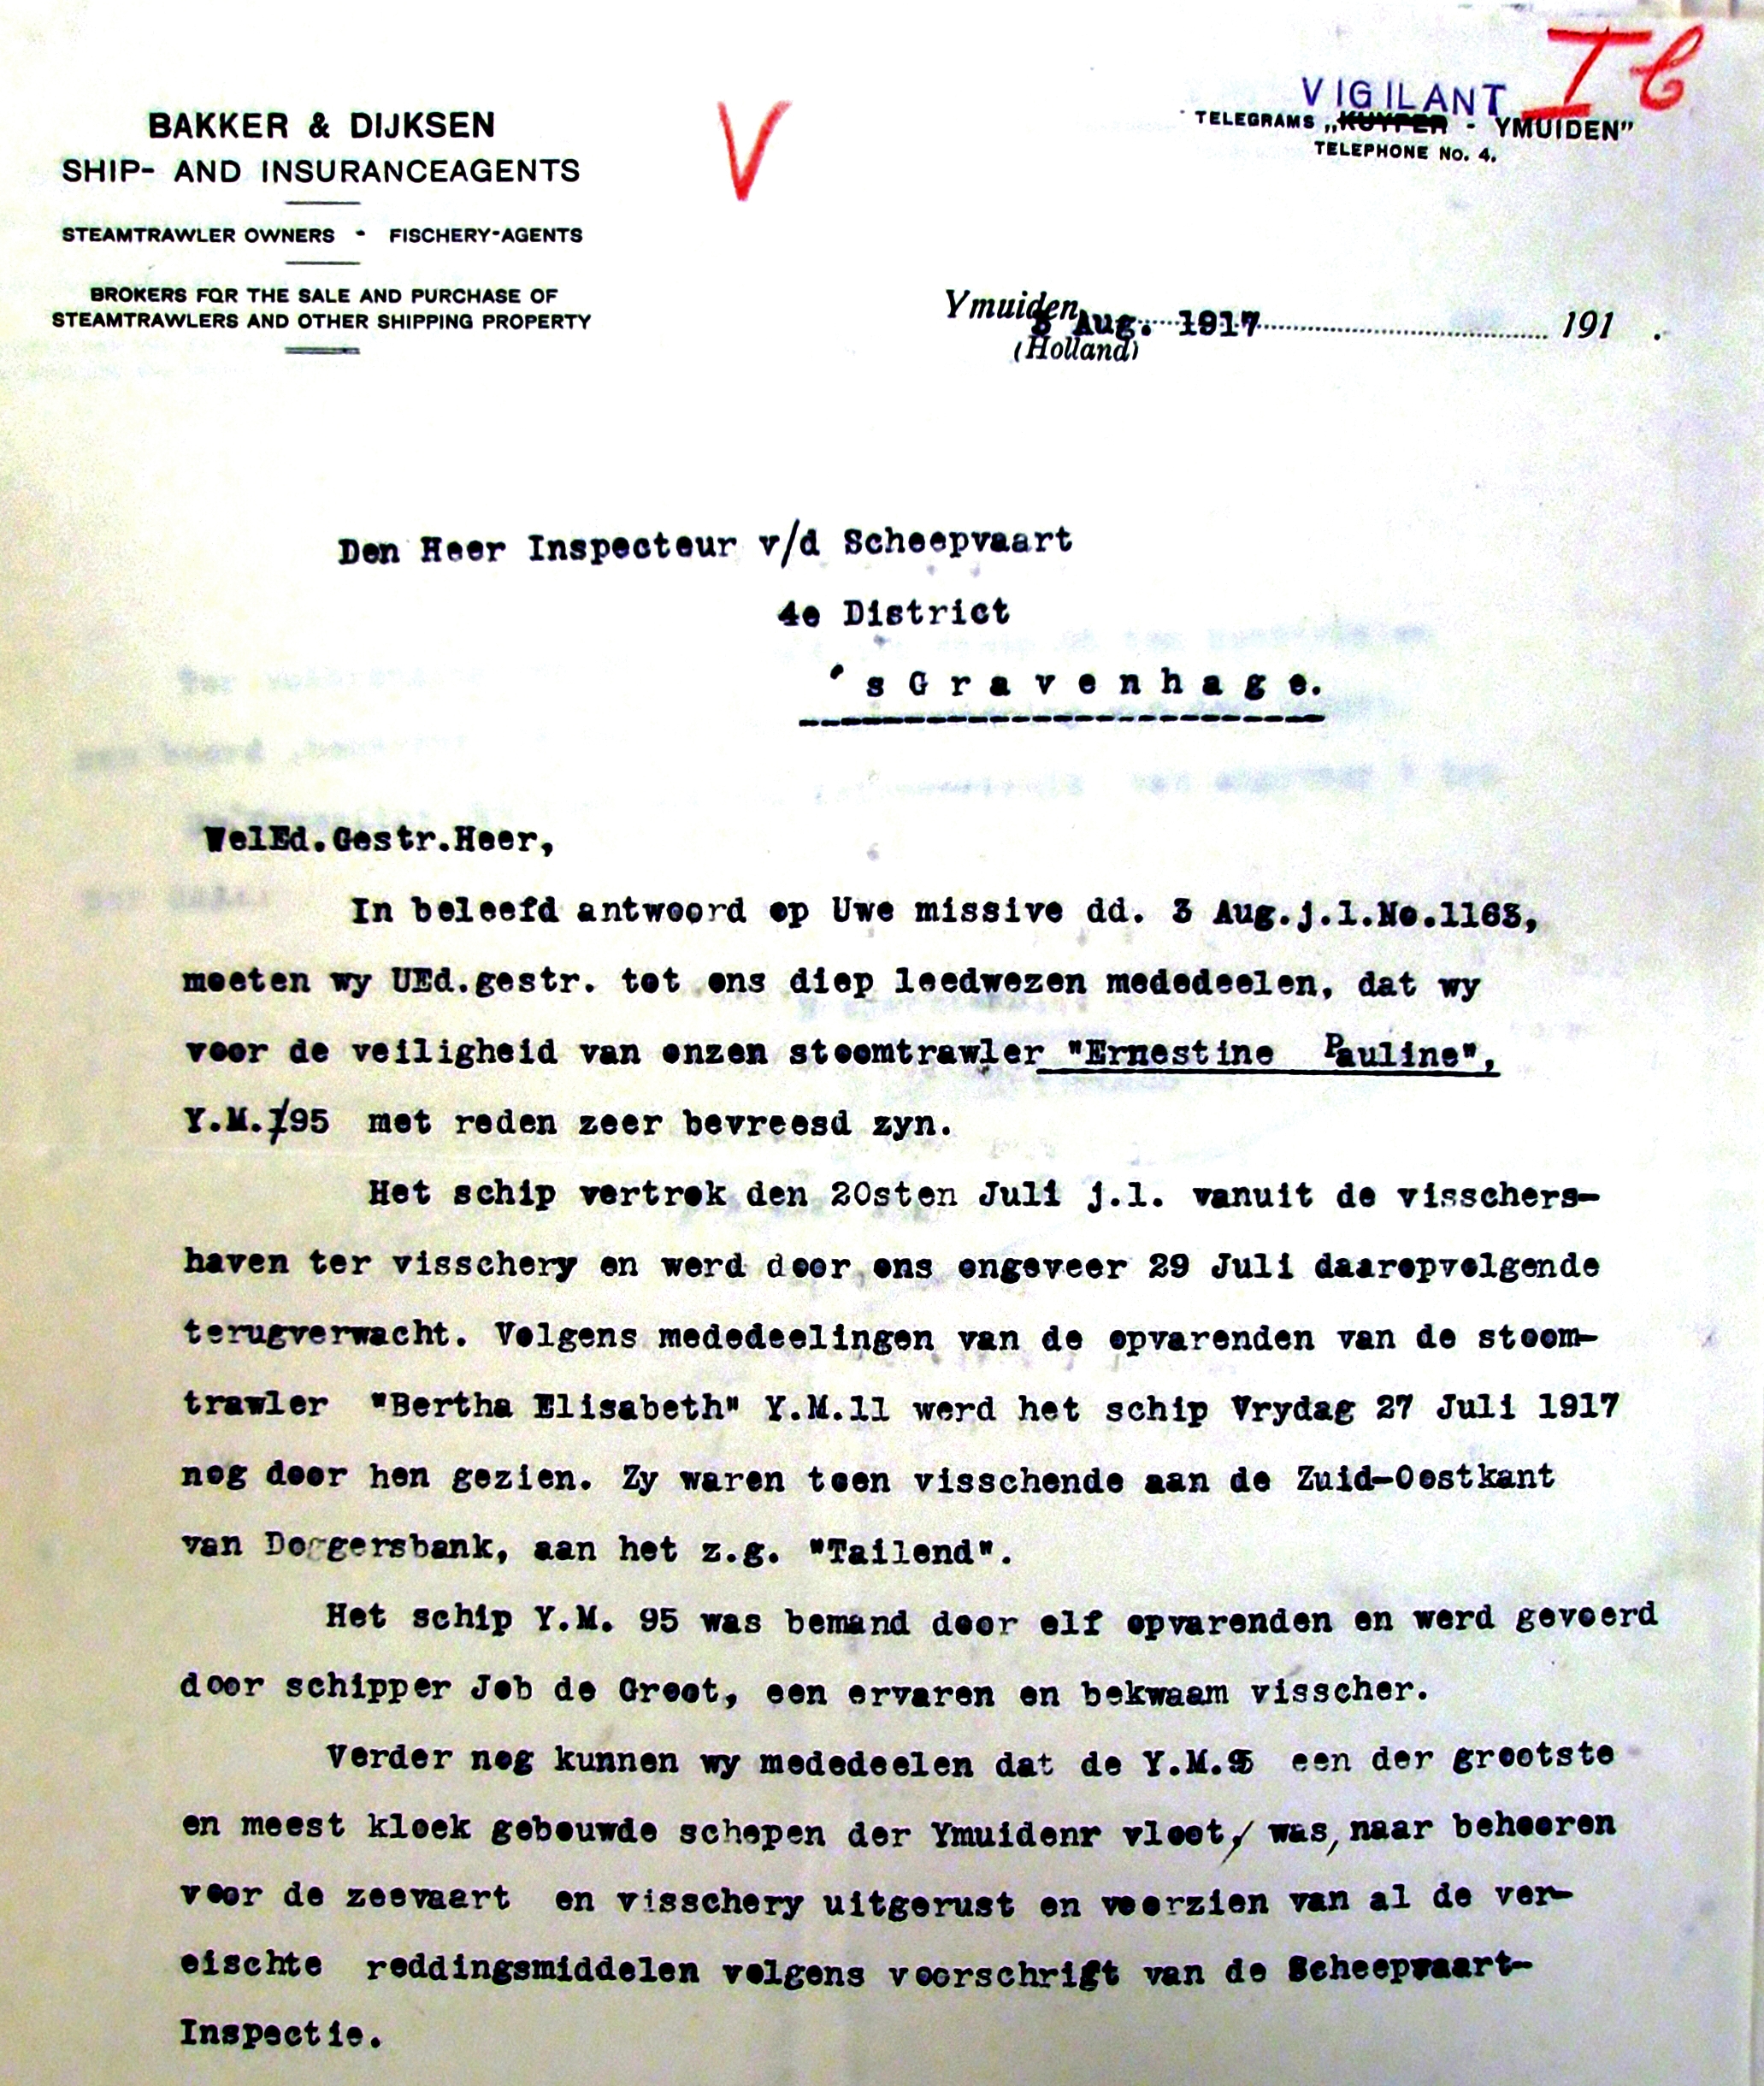 I b
V
VIGILANT
BAKKER & DIJKSEN
SHIP- AND INSURANCEAGENTS
STEAMTRAWLER OWNERS - FISCHERY-AGENTS
BROKERS FOR THE SALE AND PURCHASE OF
STEAMTRAWLERS AND OTHER SHIPPING PROPERTY
TELEGRAMS „KUYPER - YMUIDEN"
TELEPHONE No. 4.
Ymuiden, Aug. 1917 191 .
(Holland)
Den Heer Inspecteur v/d Scheepvaart
4e District
'sGravenhage.
WelEd.Gestr.Heer,
In beleefd antwoord op Uwe missive dd. 3 Aug.j.l.No.1163,
moeten wy UEd.gestr. tot ons diep leedwezen mededeelen, dat wy
voor de veiligheid van onzen stoomtrawler "Ernestine Pauline",
Y.M./95 met reden zeer bevreesd zyn.
Het schip vertrok den 20sten Juli j.l. vanuit de visschers-
haven ter visschery en werd door ons ongeveer 29 Juli daaropvolgende
terugverwacht. Volgens mededeelingen van de opvarenden van de stoom-
trawler "Bertha Elisabeth" Y.M.11 werd het schip Vrydag 27 Juli 1917
nog door hen gezien. Zy waren toen visschende aan de Zuid-Oostkant
van Doggersbank, aan het z.g. "Tailend".
Het schip Y.M. 95 was bemand door elf opvarenden en werd gevoerd
door schipper Job de Groot, een ervaren en bekwaam visscher.
Verder nog kunnen wy mededeelen dat de Y.M.95 een der grootste
en meest kloek gebouwde schepen der Ymuidenr vloot, was, naar behooren
voor de zeevaart en visschery uitgerust en voorzien van al de ver-
eischte reddingsmiddelen volgens voorschrift van de Scheepvaart-
Inspectie.